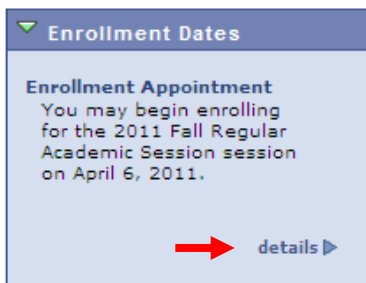 Enrollment Dates
Enrollment Appointment
You may begin enrolling
for the 2011 Fall Regular
Academic Session session
on April 6, 2011.
details